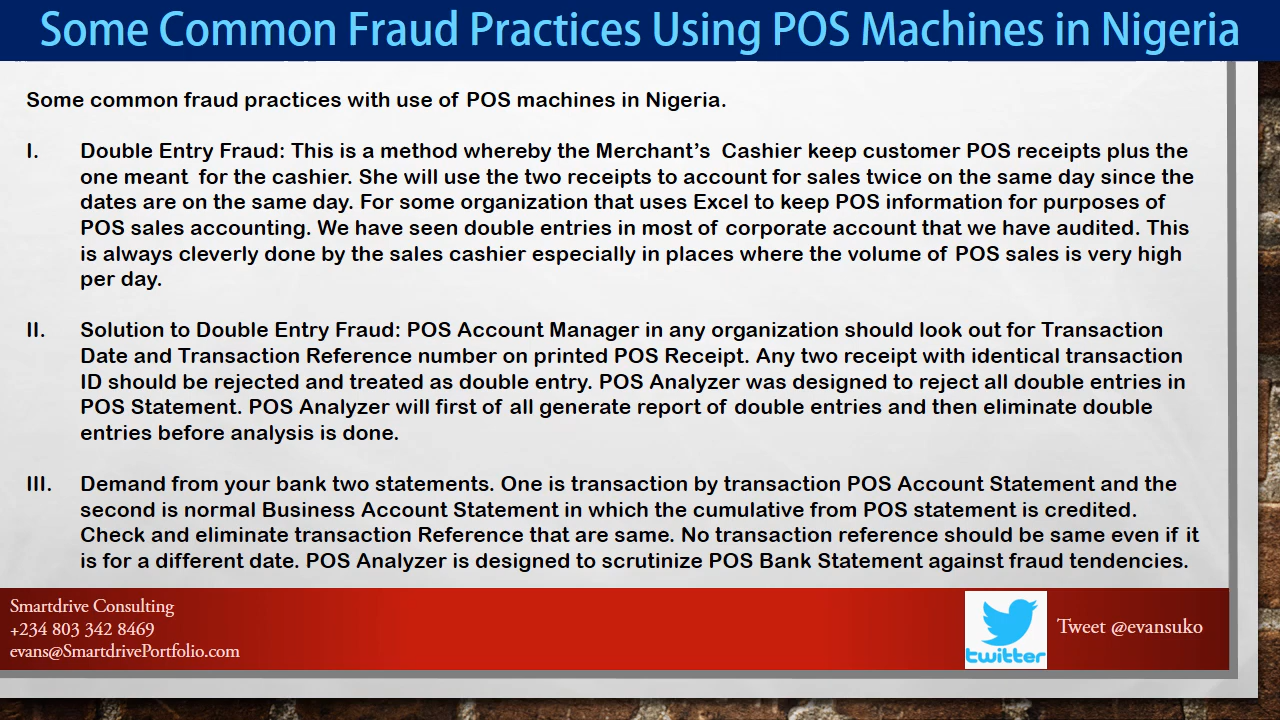 Some Common Fraud Practices Using POS Machines in Nigeria
Some common fraud practices with use of POS machines in Nigeria.
I. Double Entry Fraud: This is a method whereby the Merchant's Cashier keep customer POS receipts plus the
one meant for the cashier. She will use the two receipts to account for sales twice on the same day since the
dates are on the same day. For some organization that uses Excel to keep POS information for purposes of
POS sales accounting. We have seen double entries in most of corporate account that we have audited. This
is always cleverly done by the sales cashier especially in places where the volume of POS sales is very high
per day.
II. Solution to Double Entry Fraud: POS Account Manager in any organization should look out for Transaction
Date and Transaction Reference number on printed POS Receipt. Any two receipt with identical transaction
ID should be rejected and treated as double entry. POS Analyzer was designed to reject all double entries in
POS Statement. POS Analyzer will first of all generate report of double entries and then eliminate double
entries before analysis is done.
III. Demand from your bank two statements. One is transaction by transaction POS Account Statement and the
second is normal Business Account Statement in which the cumulative from POS statement is credited.
Check and eliminate transaction Reference that are same. No transaction reference should be same even if it
is for a different date. POS Analyzer is designed to scrutinize POS Bank Statement against fraud tendencies.
Smartdrive Consulting
+234 803 342 8469
evans@SmartdrivePortfolio.com
twitter
Tweet @evansuko